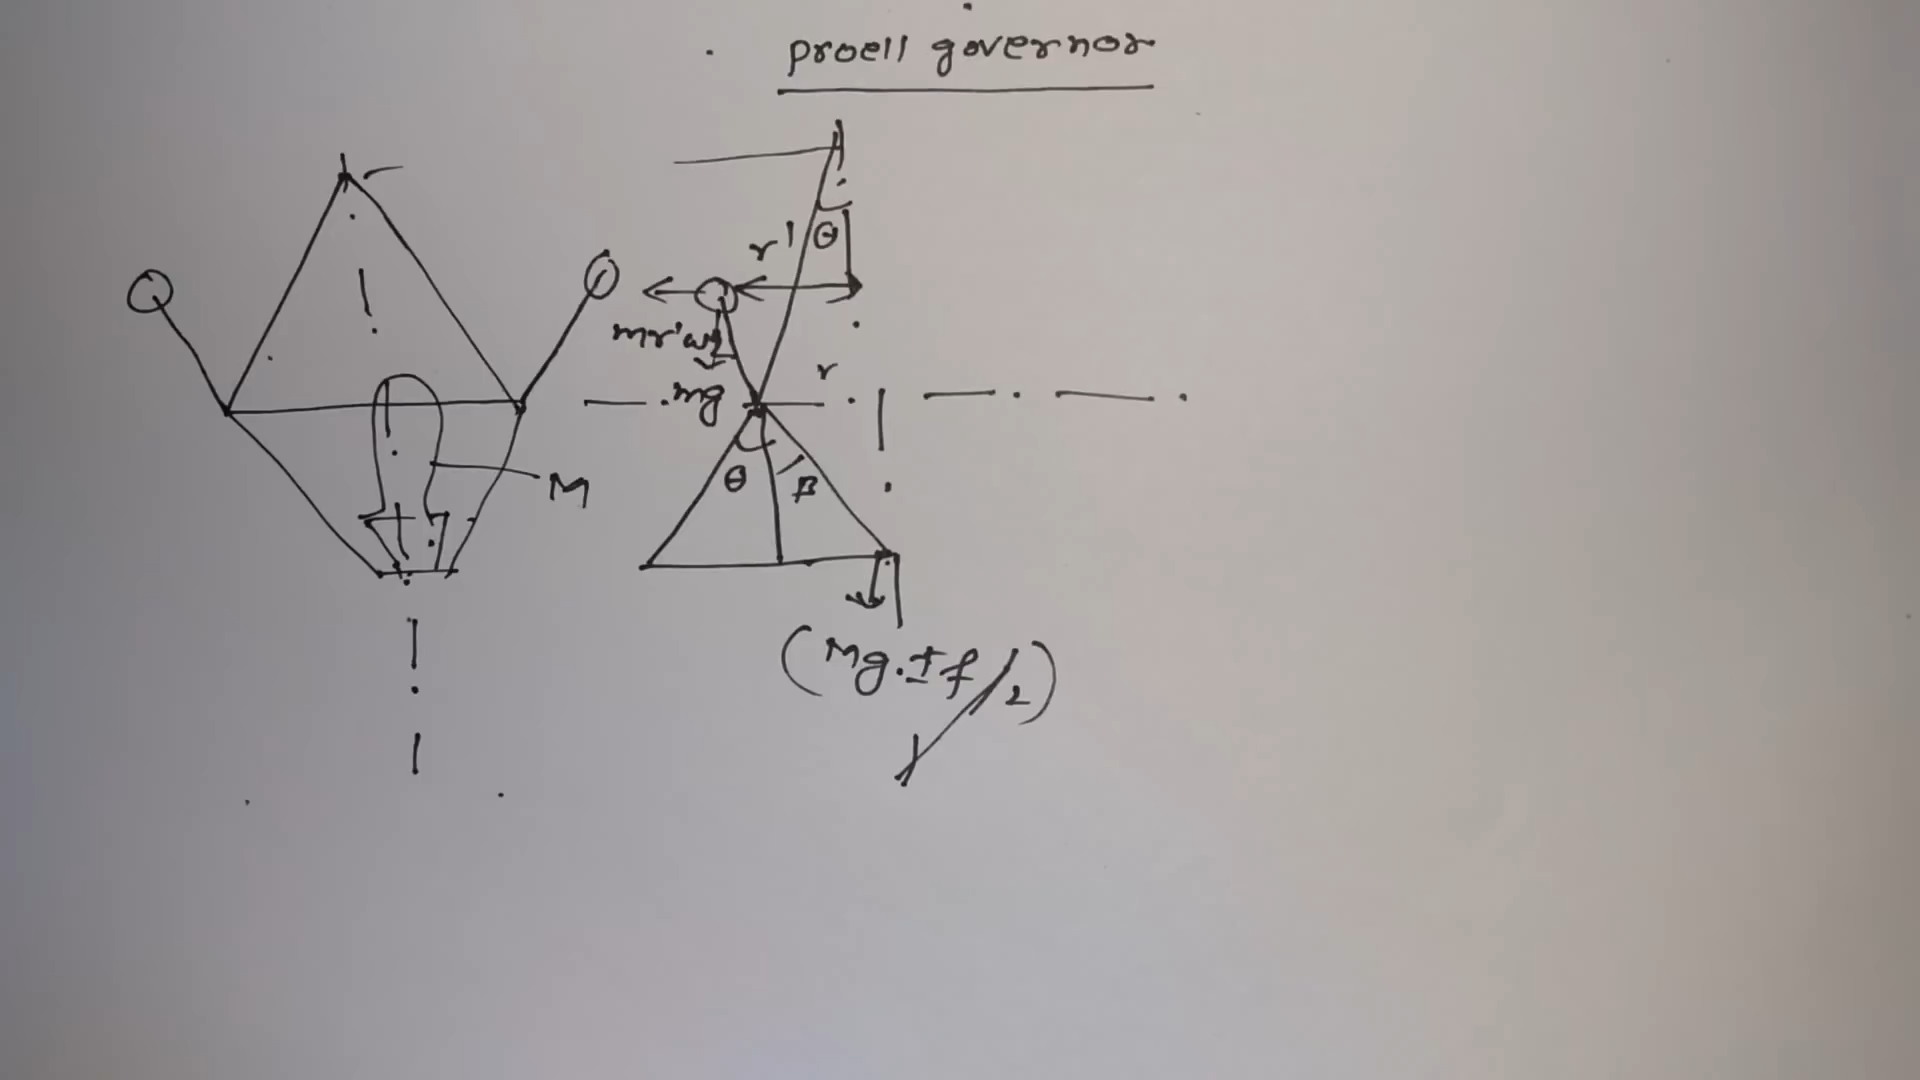 proell governor
θ
r'
mr'ω²
r
mg
θ
β
M
(Mg ± f/2)